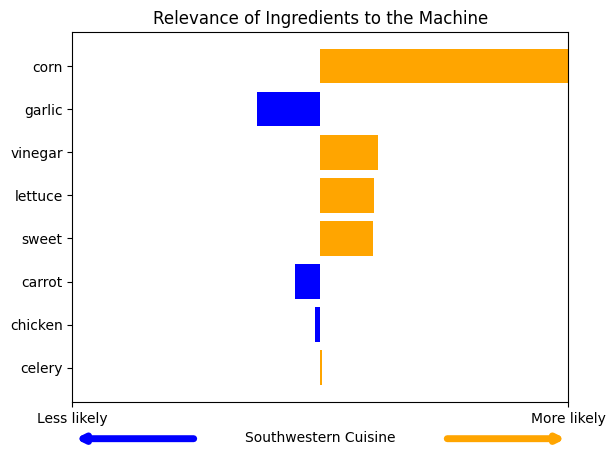 Relevance of Ingredients to the Machine
corn
garlic
vinegar
lettuce
sweet
carrot
chicken
celery
Less likely
More likely
Southwestern Cuisine